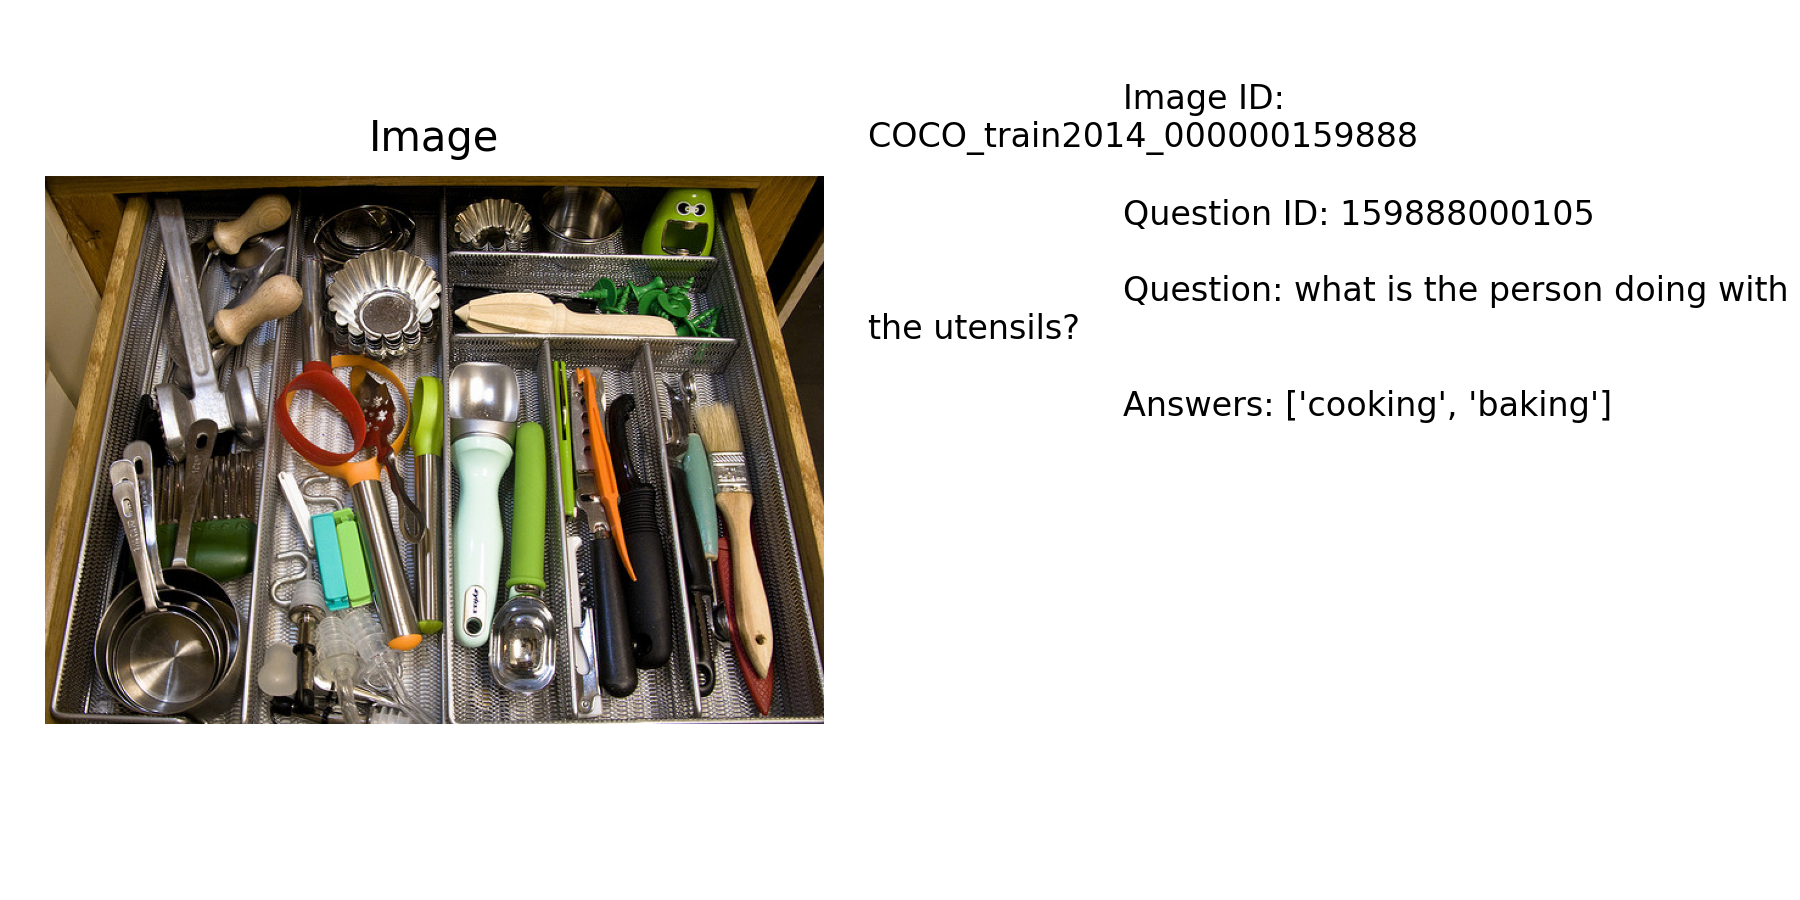 Image
Image ID:
COCO_train2014_000000159888
Question ID: 159888000105
Question: what is the person doing with
the utensils?
Answers: ['cooking', 'baking']